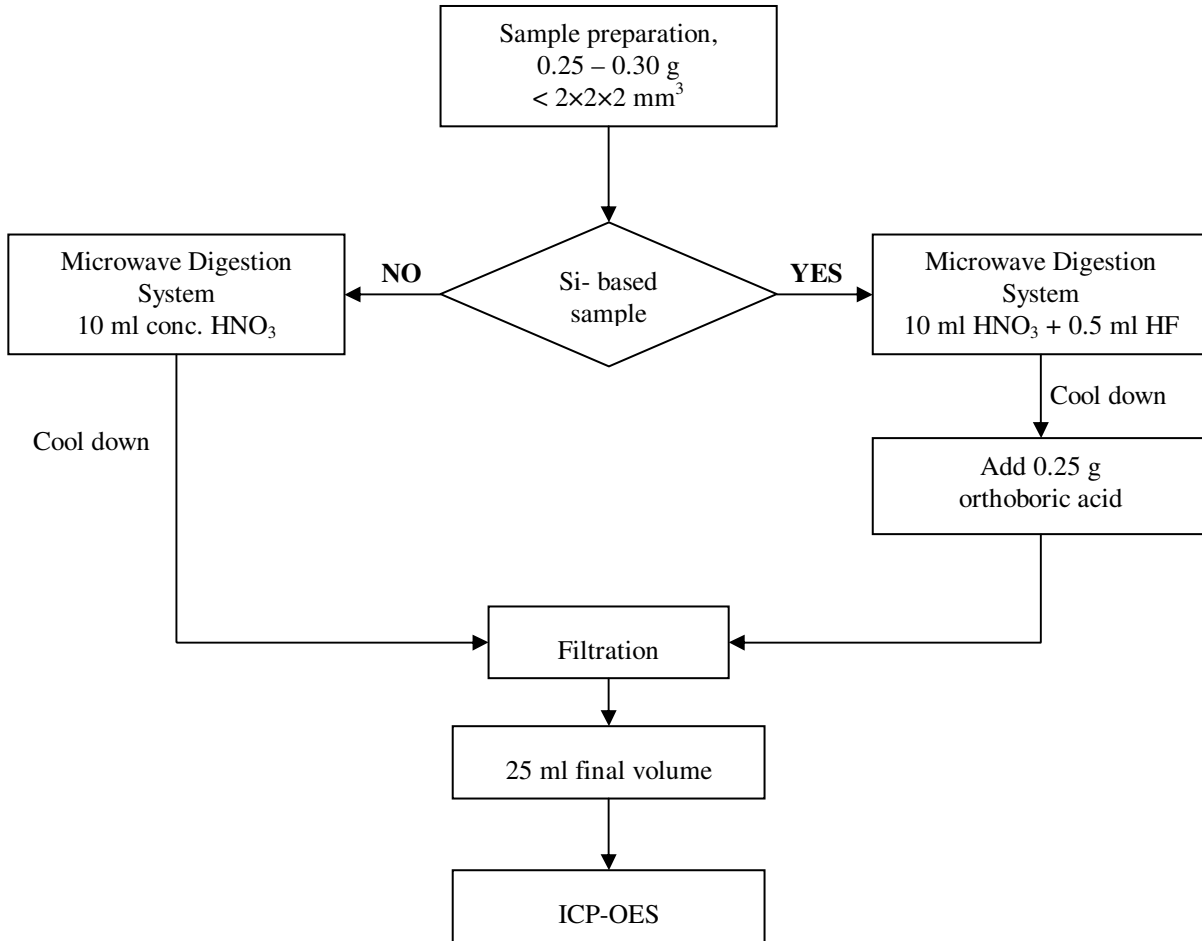 Sample preparation,
0.25 – 0.30 g
< 2×2×2 mm³
Microwave Digestion
System
10 ml conc. HNO₃
NO
Si- based
sample
YES
Microwave Digestion
System
10 ml HNO₃ + 0.5 ml HF
Cool down
Cool down
Add 0.25 g
orthoboric acid
Filtration
25 ml final volume
ICP-OES